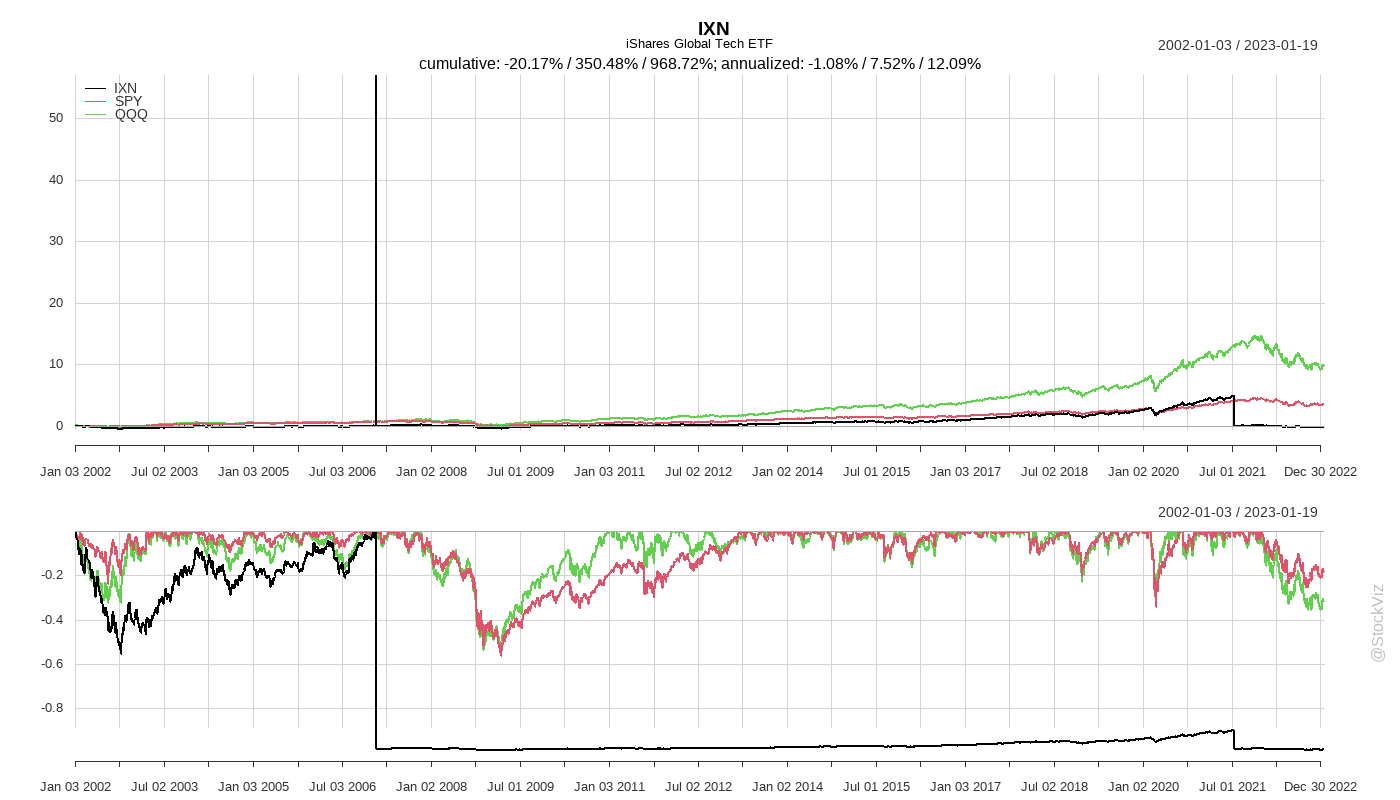 IXN
iShares Global Tech ETF
2002-01-03 / 2023-01-19
cumulative: -20.17% / 350.48% / 968.72%; annualized: -1.08% / 7.52% / 12.09%
IXN
SPY
QQQ
50
40
30
20
10
0
Jan 03 2002 Jul 02 2003 Jan 03 2005 Jul 03 2006 Jan 02 2008 Jul 01 2009 Jan 03 2011 Jul 02 2012 Jan 02 2014 Jul 01 2015 Jan 03 2017 Jul 02 2018 Jan 02 2020 Jul 01 2021 Dec 30 2022
2002-01-03 / 2023-01-19
-0.2
-0.4
-0.6
-0.8
Jan 03 2002 Jul 02 2003 Jan 03 2005 Jul 03 2006 Jan 02 2008 Jul 01 2009 Jan 03 2011 Jul 02 2012 Jan 02 2014 Jul 01 2015 Jan 03 2017 Jul 02 2018 Jan 02 2020 Jul 01 2021 Dec 30 2022
@StockViz